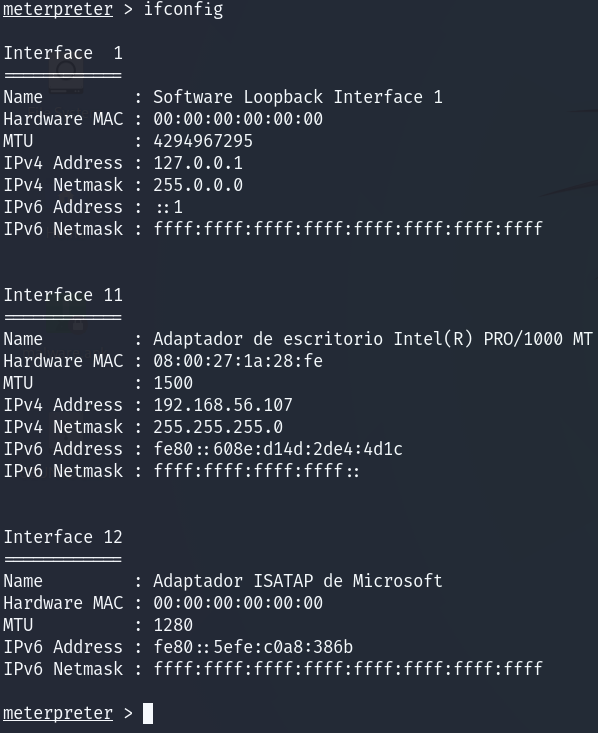 meterpreter > ifconfig
Interface  1
============
Name         : Software Loopback Interface 1
Hardware MAC : 00:00:00:00:00:00
MTU          : 4294967295
IPv4 Address : 127.0.0.1
IPv4 Netmask : 255.0.0.0
IPv6 Address : ::1
IPv6 Netmask : ffff:ffff:ffff:ffff:ffff:ffff:ffff:ffff
Interface 11
============
Name         : Adaptador de escritorio Intel(R) PRO/1000 MT
Hardware MAC : 08:00:27:1a:28:fe
MTU          : 1500
IPv4 Address : 192.168.56.107
IPv4 Netmask : 255.255.255.0
IPv6 Address : fe80::608e:d14d:2de4:4d1c
IPv6 Netmask : ffff:ffff:ffff:ffff::
Interface 12
============
Name         : Adaptador ISATAP de Microsoft
Hardware MAC : 00:00:00:00:00:00
MTU          : 1280
IPv6 Address : fe80::5efe:c0a8:386b
IPv6 Netmask : ffff:ffff:ffff:ffff:ffff:ffff:ffff:ffff
meterpreter >